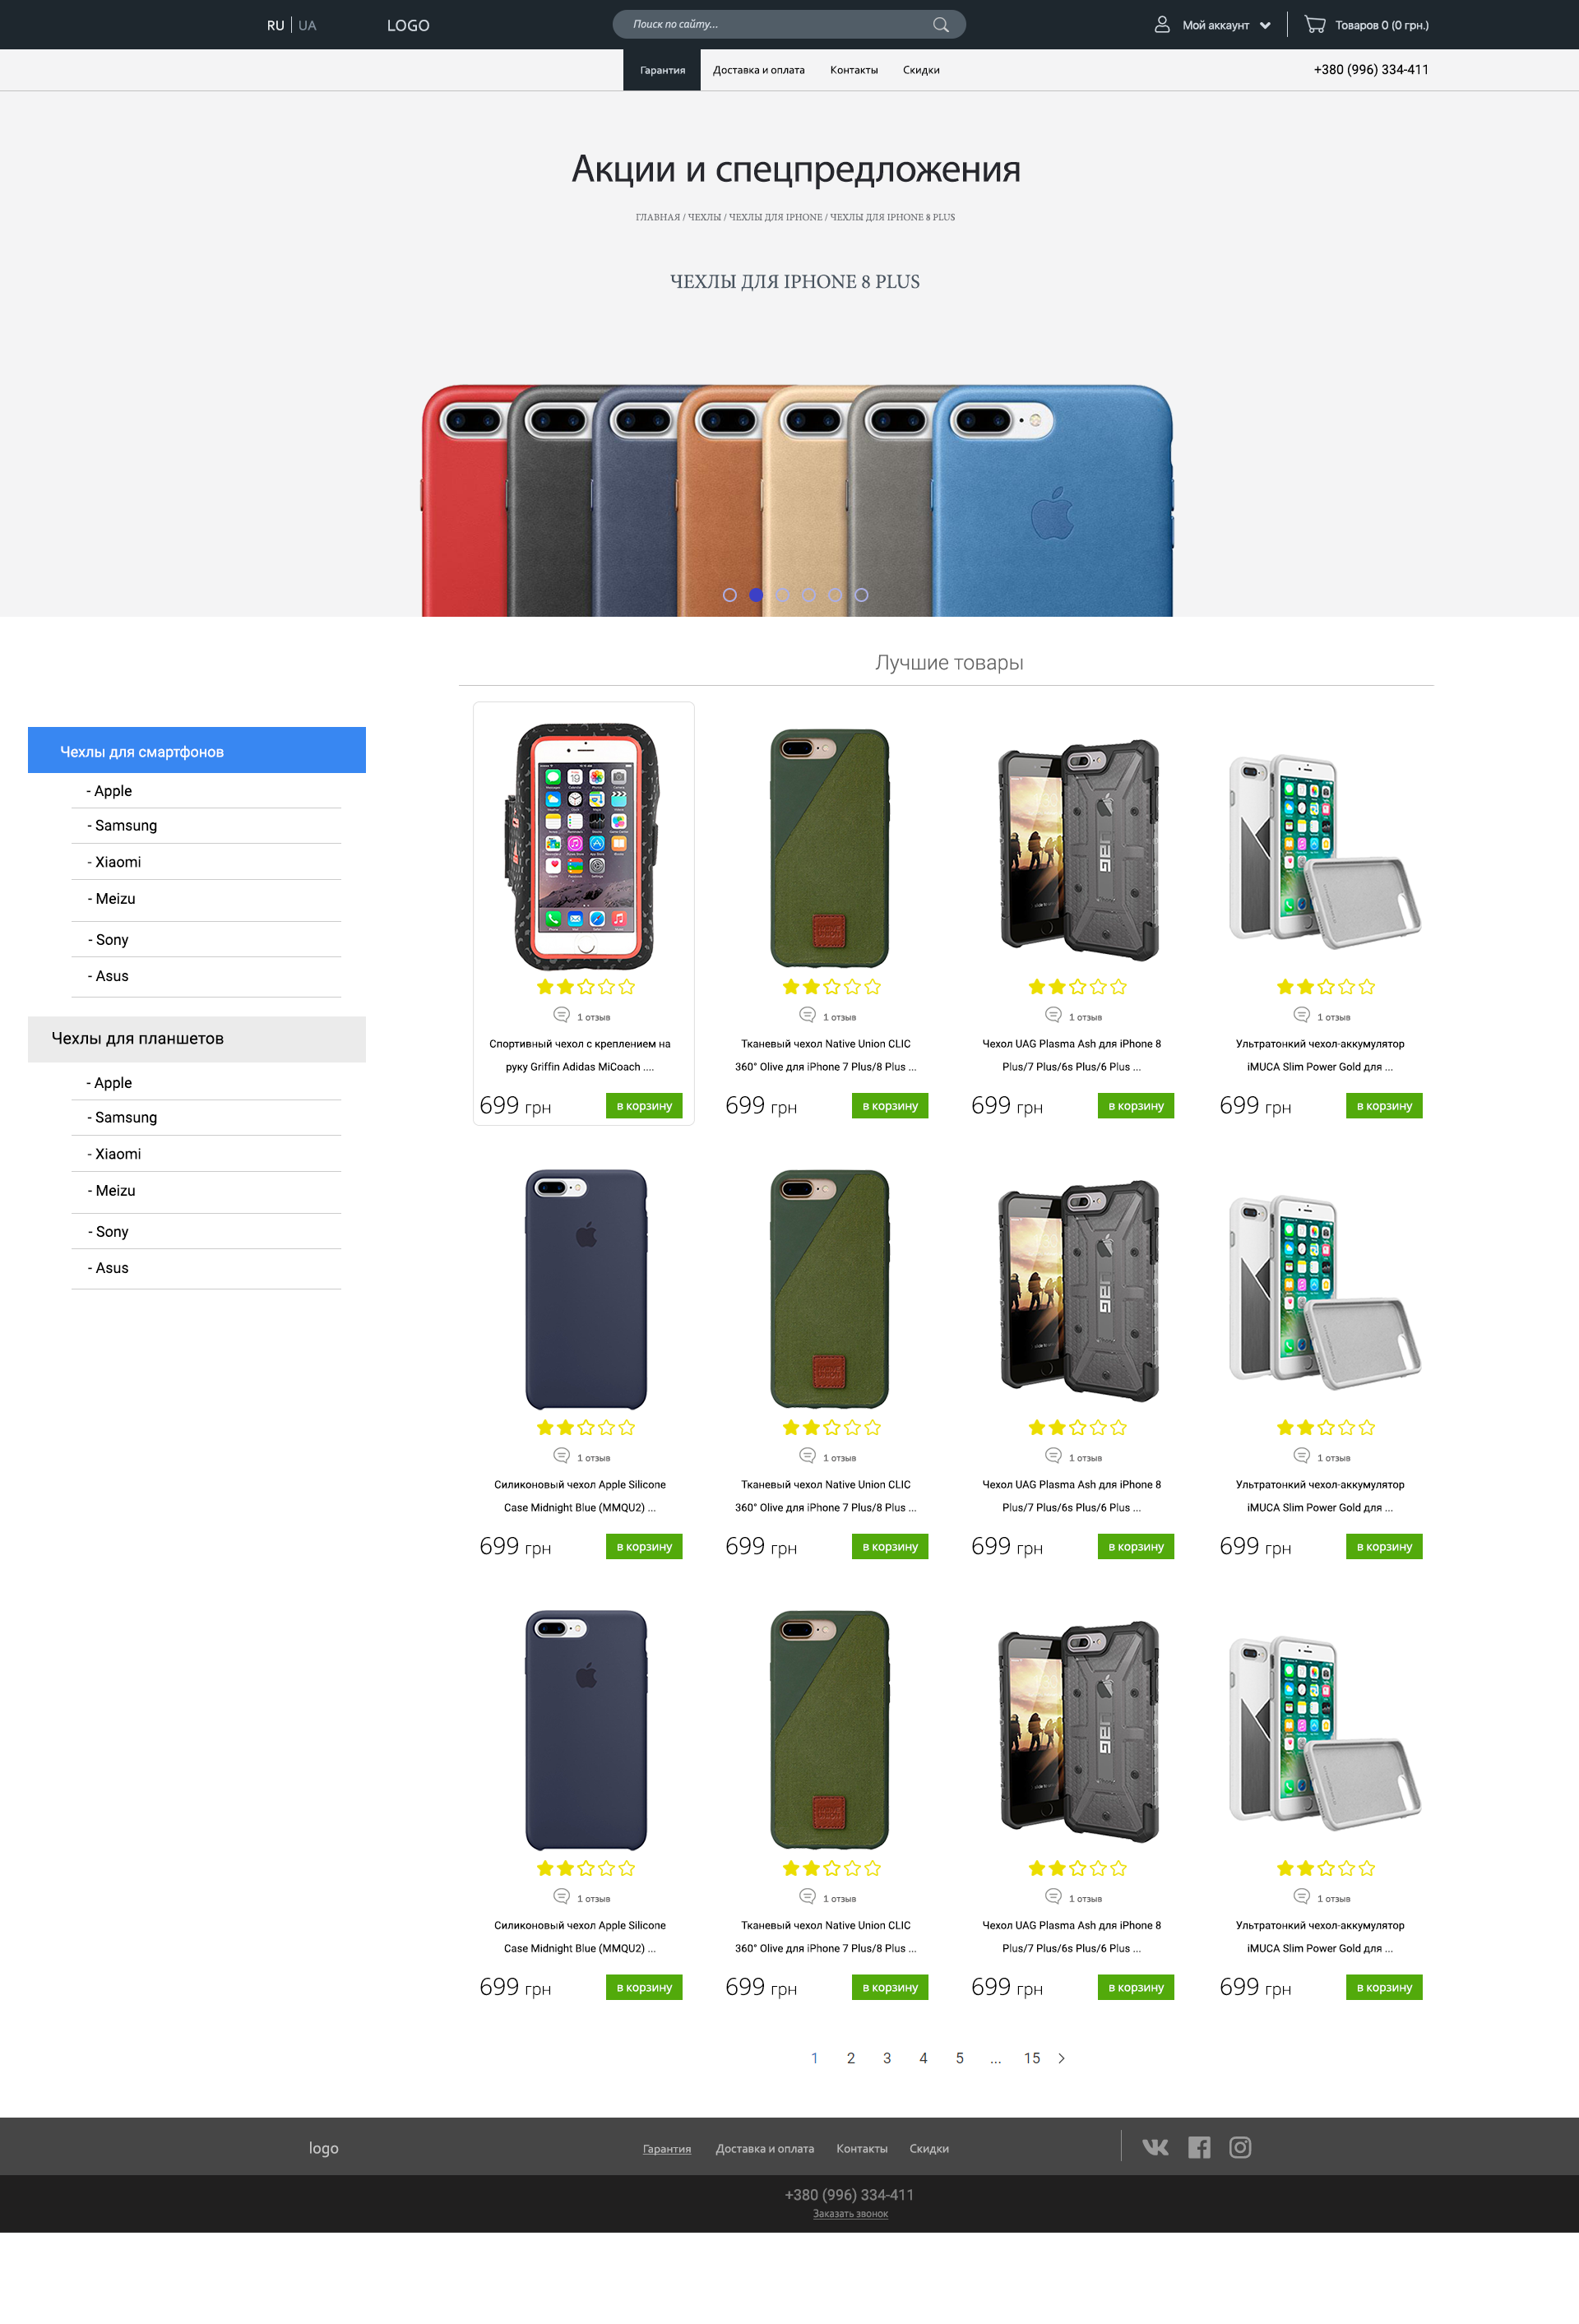 RU | UA
LOGO
Поиск по сайту...
Мой аккаунт
Товаров 0 (0 грн.)
Гарантия
Доставка и оплата
Контакты
Скидки
+380 (996) 334-411
Акции и спецпредложения
ГЛАВНАЯ / ЧЕХЛЫ / ЧЕХЛЫ ДЛЯ IPHONE / ЧЕХЛЫ ДЛЯ IPHONE 8 PLUS
ЧЕХЛЫ ДЛЯ IPHONE 8 PLUS
Лучшие товары
Чехлы для смартфонов
- Apple
- Samsung
- Xiaomi
- Meizu
- Sony
- Asus
Чехлы для планшетов
- Apple
- Samsung
- Xiaomi
- Meizu
- Sony
- Asus
1 отзыв
Спортивный чехол с креплением на
руку Griffin Adidas MiCoach ....
699 грн
в корзину
1 отзыв
Тканевый чехол Native Union CLIC
360° Olive для iPhone 7 Plus/8 Plus ...
699 грн
в корзину
UAG
1 отзыв
Чехол UAG Plasma Ash для iPhone 8
Plus/7 Plus/6s Plus/6 Plus ...
699 грн
в корзину
1 отзыв
Ультратонкий чехол-аккумулятор
iMUCA Slim Power Gold для ...
699 грн
в корзину
1 отзыв
Силиконовый чехол Apple Silicone
Case Midnight Blue (MMQU2) ...
699 грн
в корзину
1 отзыв
Тканевый чехол Native Union CLIC
360° Olive для iPhone 7 Plus/8 Plus ...
699 грн
в корзину
UAG
1 отзыв
Чехол UAG Plasma Ash для iPhone 8
Plus/7 Plus/6s Plus/6 Plus ...
699 грн
в корзину
1 отзыв
Ультратонкий чехол-аккумулятор
iMUCA Slim Power Gold для ...
699 грн
в корзину
1 отзыв
Силиконовый чехол Apple Silicone
Case Midnight Blue (MMQU2) ...
699 грн
в корзину
1 отзыв
Тканевый чехол Native Union CLIC
360° Olive для iPhone 7 Plus/8 Plus ...
699 грн
в корзину
UAG
1 отзыв
Чехол UAG Plasma Ash для iPhone 8
Plus/7 Plus/6s Plus/6 Plus ...
699 грн
в корзину
1 отзыв
Ультратонкий чехол-аккумулятор
iMUCA Slim Power Gold для ...
699 грн
в корзину
1 2 3 4 5 ... 15
logo
Гарантия
Доставка и оплата
Контакты
Скидки
+380 (996) 334-411
Заказать звонок